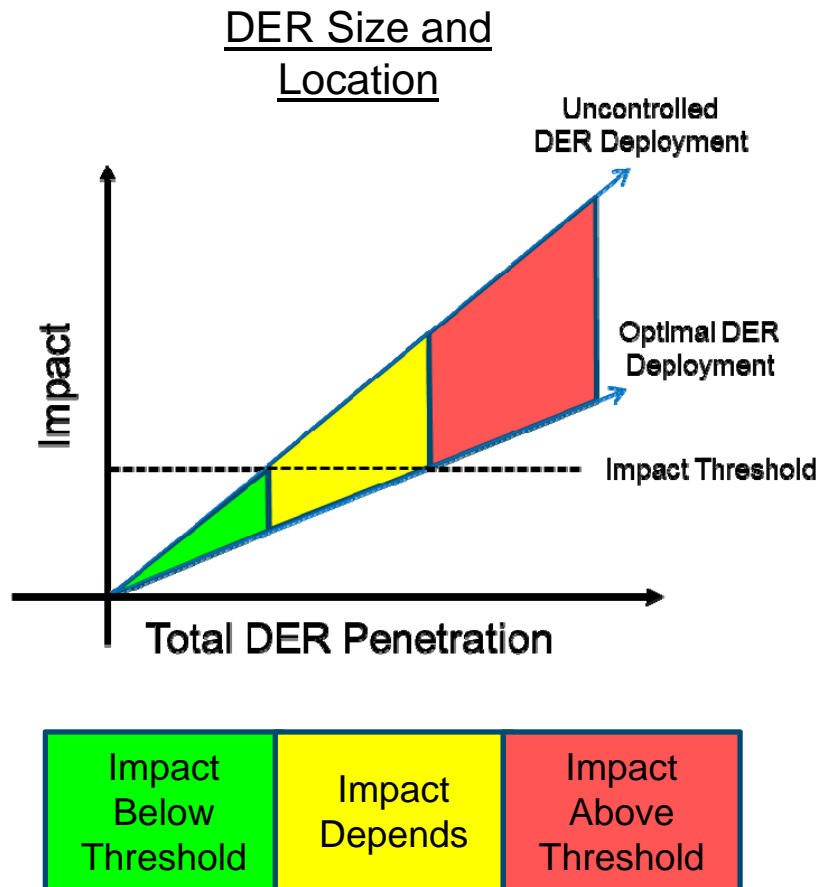 DER Size and
Location
Uncontrolled
DER Deployment
Optimal DER
Deployment
Impact
Impact Threshold
Total DER Penetration
Impact
Below
Threshold
Impact
Depends
Impact
Above
Threshold